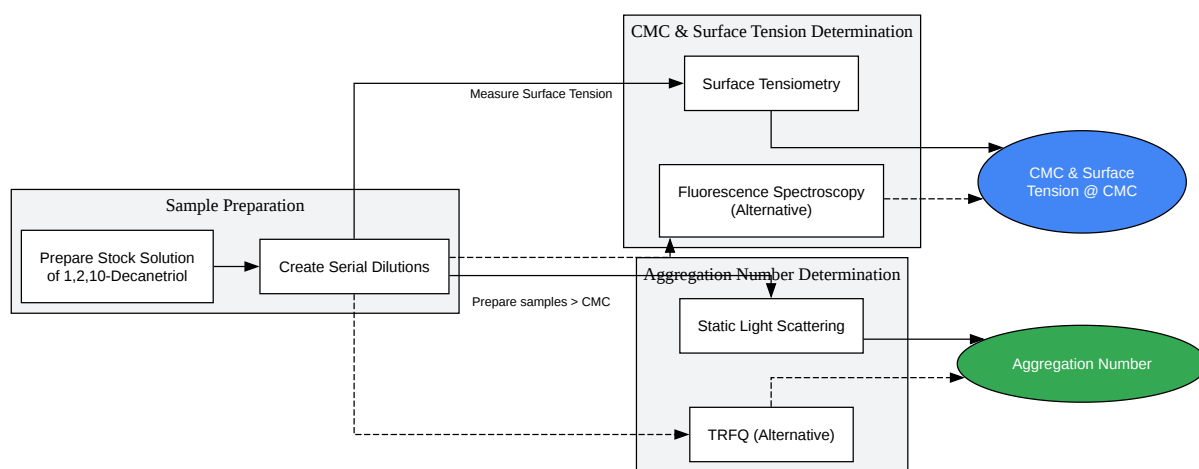 CMC & Surface Tension Determination
Surface Tensiometry
Measure Surface Tension
Fluorescence Spectroscopy
(Alternative)
CMC & Surface
Tension @ CMC
Sample Preparation
Prepare Stock Solution
of 1,2,10-Decanetriol
Create Serial Dilutions
Aggregation Number Determination
Prepare samples > CMC
Static Light Scattering
Aggregation Number
TRFQ (Alternative)